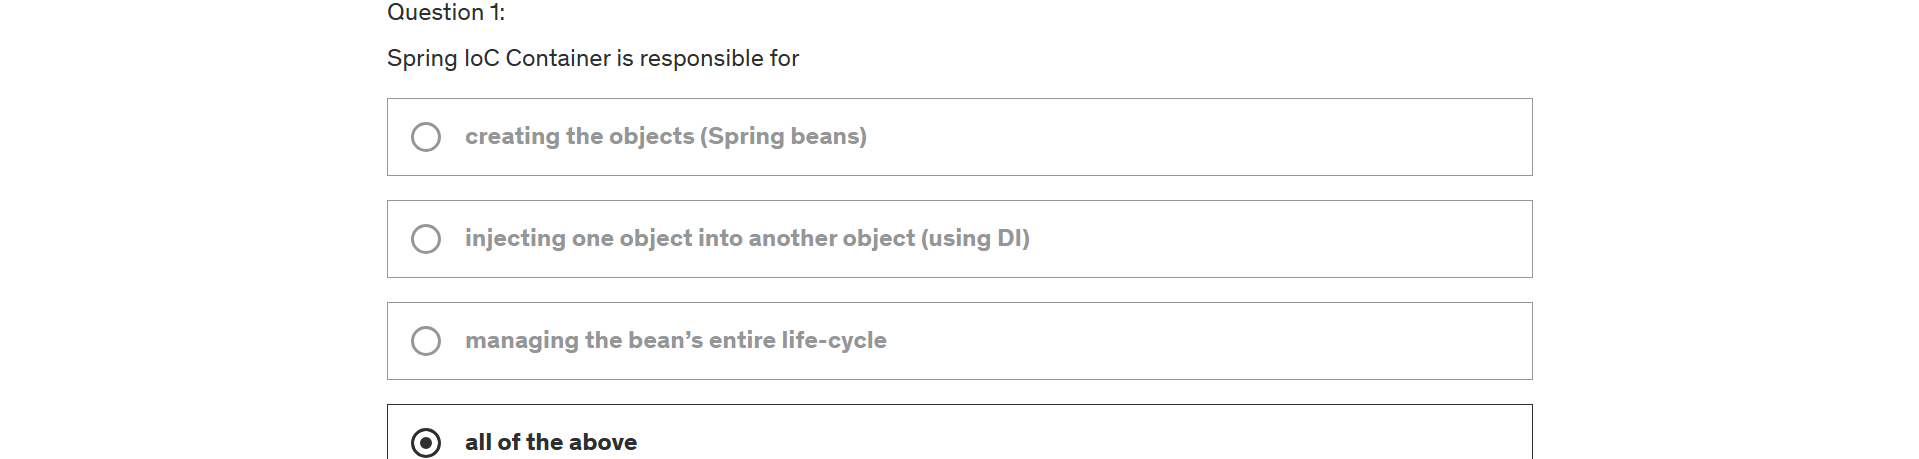 Question 1:
Spring IoC Container is responsible for
creating the objects (Spring beans)
injecting one object into another object (using DI)
managing the bean’s entire life-cycle
all of the above